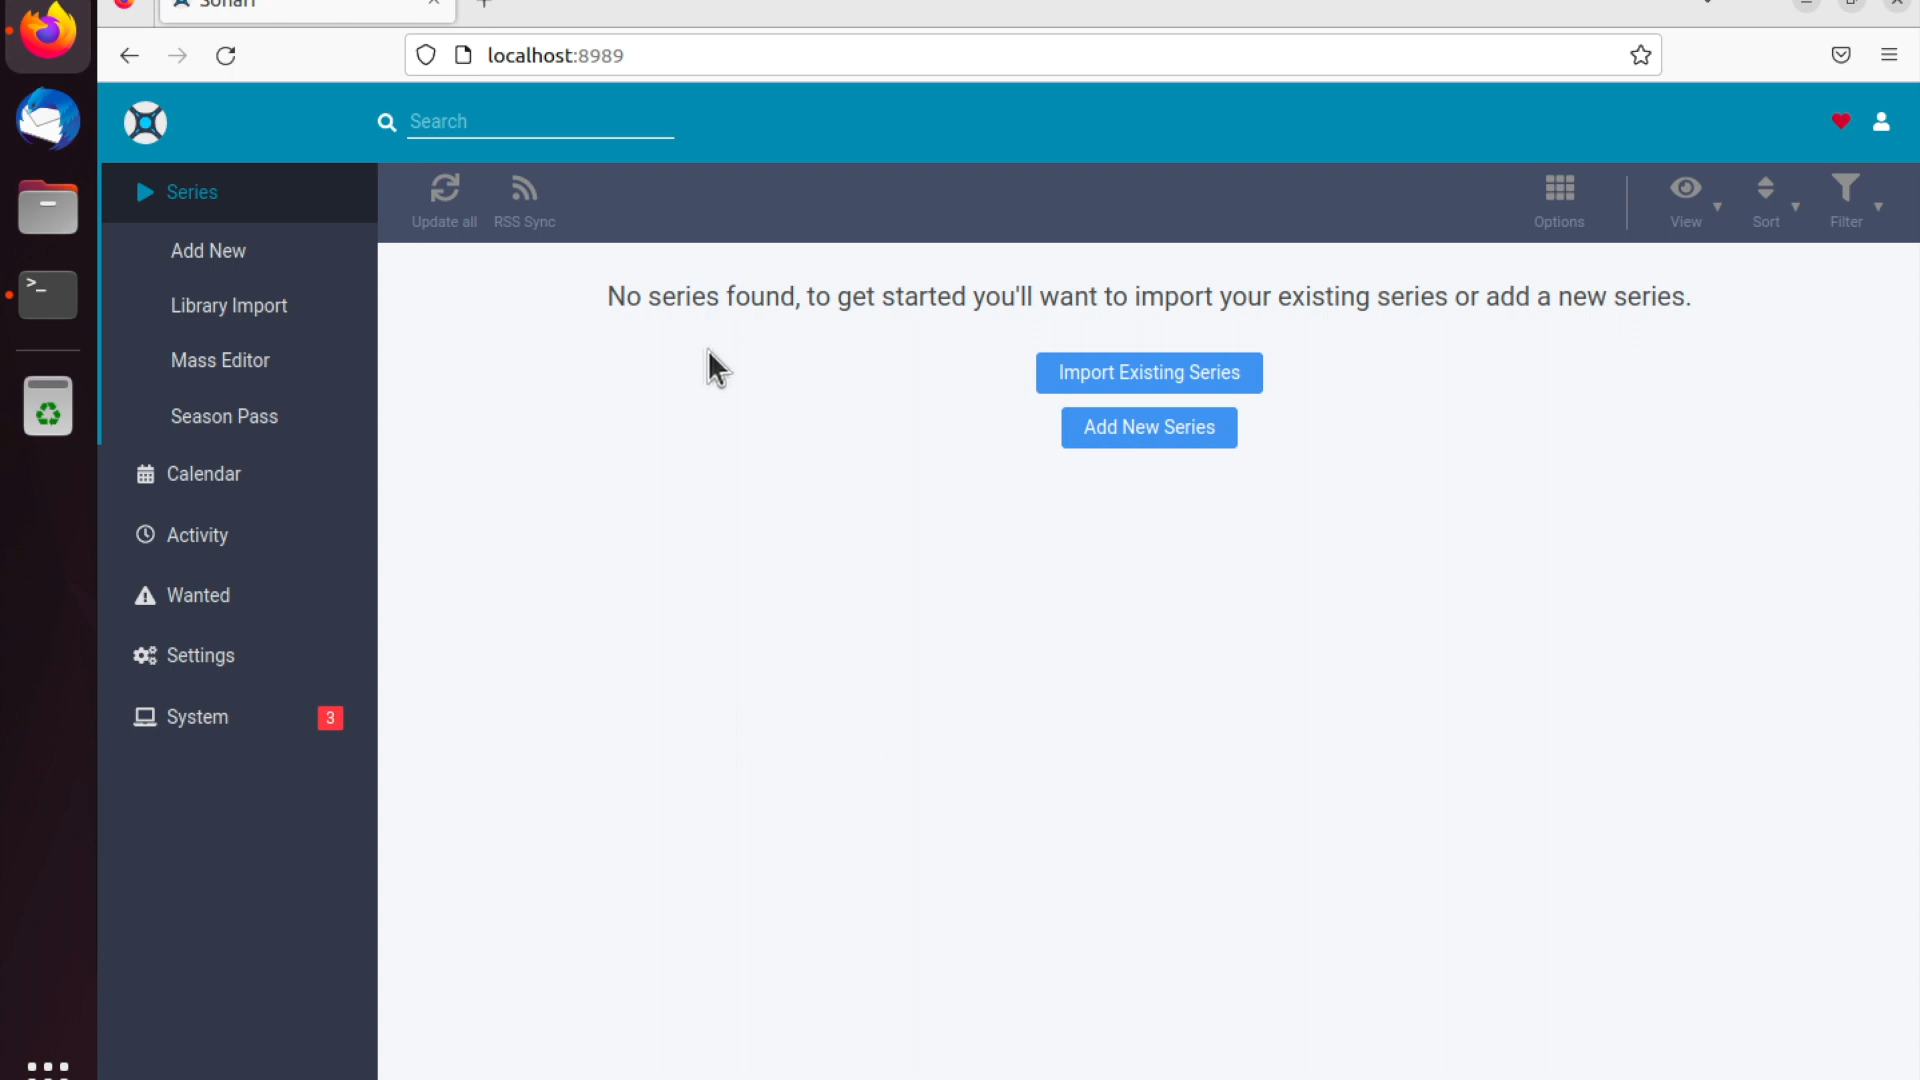 Sonarr
localhost:8989
Search
Series
Update all
RSS Sync
Options
View
Sort
Filter
Add New
Library Import
Mass Editor
Season Pass
Calendar
Activity
Wanted
Settings
System
3
No series found, to get started you'll want to import your existing series or add a new series.
Import Existing Series
Add New Series
>_